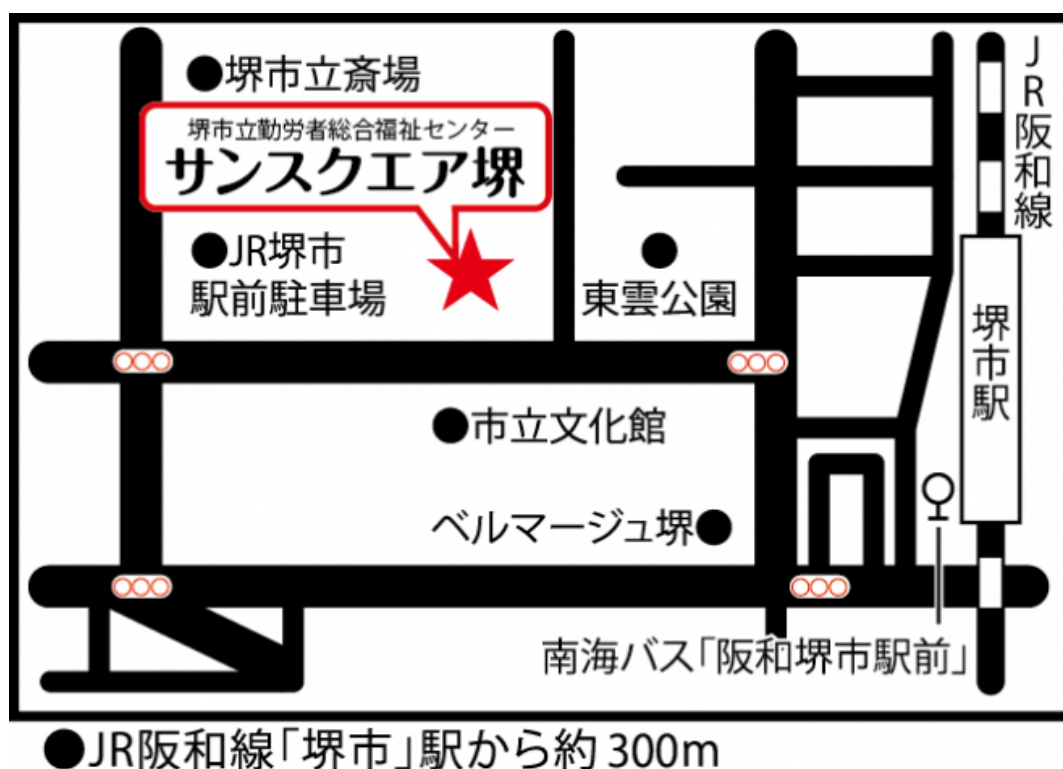 ●堺市立斎場
堺市立勤労者総合福祉センター
サンスクエア堺
●JR堺市
駅前駐車場
東雲公園
JR阪和線
堺市駅
●市立文化館
ベルマージュ堺●
南海バス「阪和堺市駅前」
●JR阪和線「堺市」駅から約300m